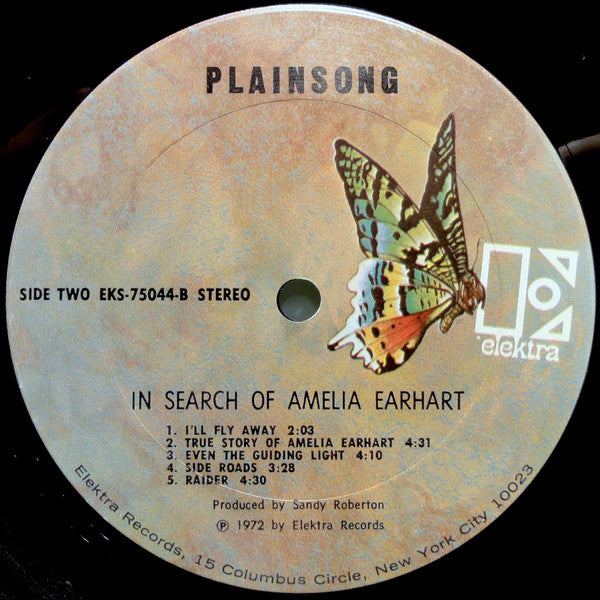 PLAINSONG
SIDE TWO EKS-75044-B STEREO
elektra
IN SEARCH OF AMELIA EARHART
1. I'LL FLY AWAY 2:03
2. TRUE STORY OF AMELIA EARHART 4:31
3. EVEN THE GUIDING LIGHT 4:10
4. SIDE ROADS 3:28
5. RAIDER 4:30
Produced by Sandy Roberton
℗ 1972 by Elektra Records
Elektra Records, 15 Columbus Circle, New York City 10023